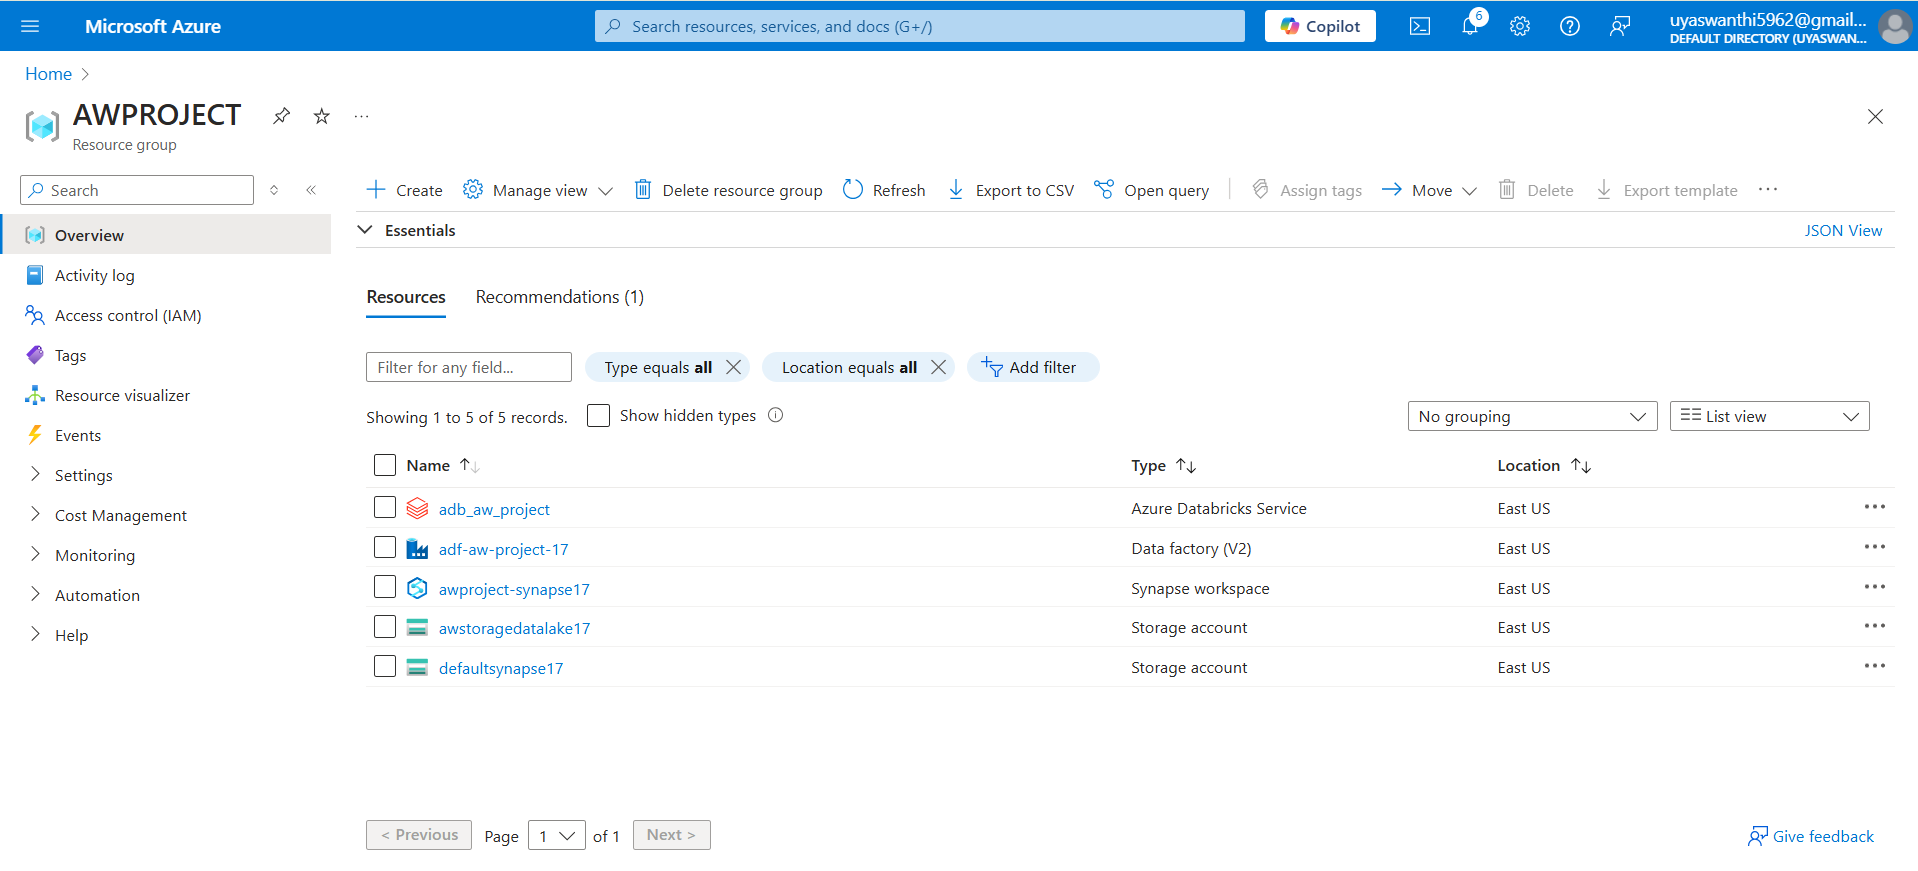 Microsoft Azure
Search resources, services, and docs (G+/)
Copilot
6
uyaswanthi5962@gmail...
DEFAULT DIRECTORY (UYASWAN...
Home
AWPROJECT
Resource group
Search
Create
Manage view
Delete resource group
Refresh
Export to CSV
Open query
Assign tags
Move
Delete
Export template
Overview
Activity log
Access control (IAM)
Tags
Resource visualizer
Events
Settings
Cost Management
Monitoring
Automation
Help
Essentials
JSON View
Resources
Recommendations (1)
Filter for any field...
Type equals all
Location equals all
Add filter
Showing 1 to 5 of 5 records.
Show hidden types
No grouping
List view
Name
Type
Location
adb_aw_project
Azure Databricks Service
East US
adf-aw-project-17
Data factory (V2)
East US
awproject-synapse17
Synapse workspace
East US
awstoragedatalake17
Storage account
East US
defaultsynapse17
Storage account
East US
< Previous
Page
1
of 1
Next >
Give feedback